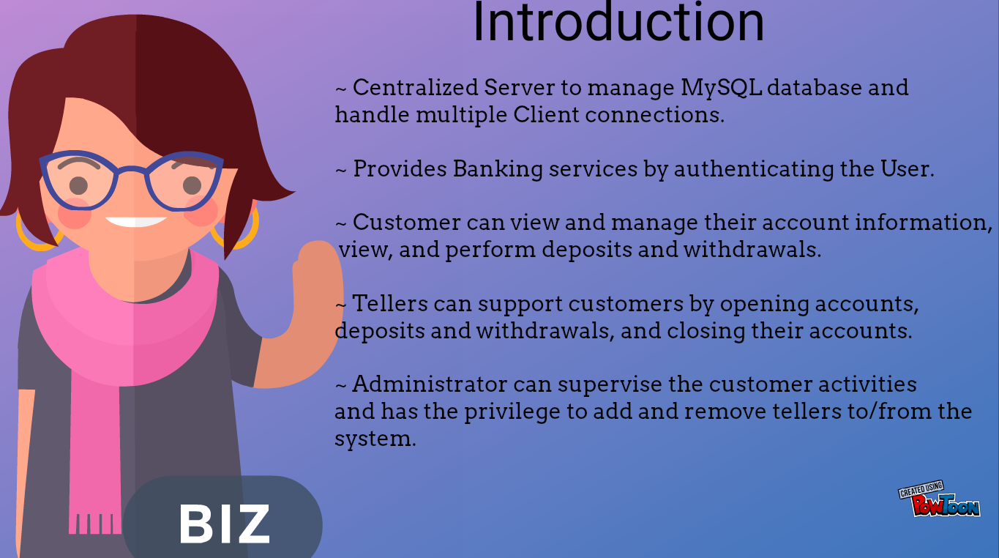 Introduction
~ Centralized Server to manage MySQL database and
handle multiple Client connections.
~ Provides Banking services by authenticating the User.
~ Customer can view and manage their account information,
view, and perform deposits and withdrawals.
~ Tellers can support customers by opening accounts,
deposits and withdrawals, and closing their accounts.
~ Administrator can supervise the customer activities
and has the privilege to add and remove tellers to/from the
system.
CREATED USING
POWTOON
BIZ